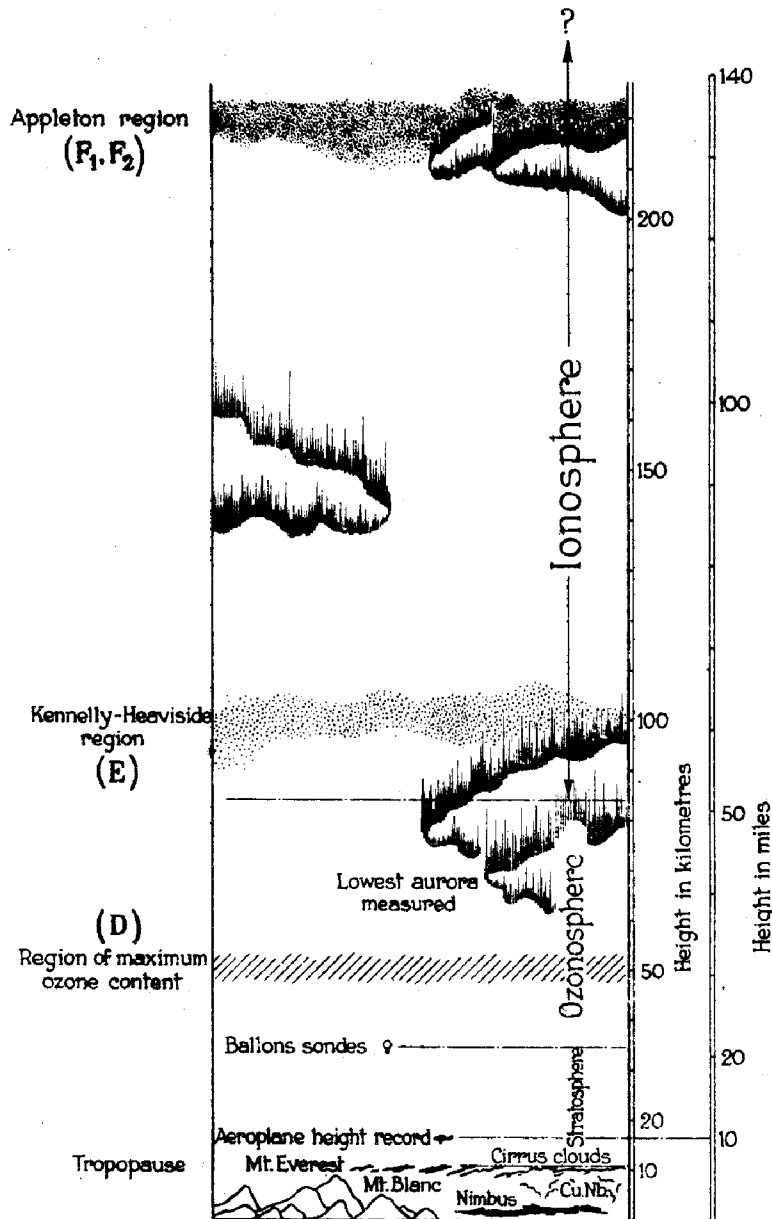 ?
140
Appleton region
(F₁, F₂)
200
Ionosphere
100
150
Kennelly-Heaviside
region
(E)
100
50
Lowest aurora
measured
Ozonosphere
Height in kilometres
Height in miles
(D)
Region of maximum
ozone content
50
Ballons sondes
20
Stratosphere
20
Aeroplane height record
10
Tropopause
Mt. Everest
Cirrus clouds
10
Mt. Blanc
Nimbus
Cu.Nb.